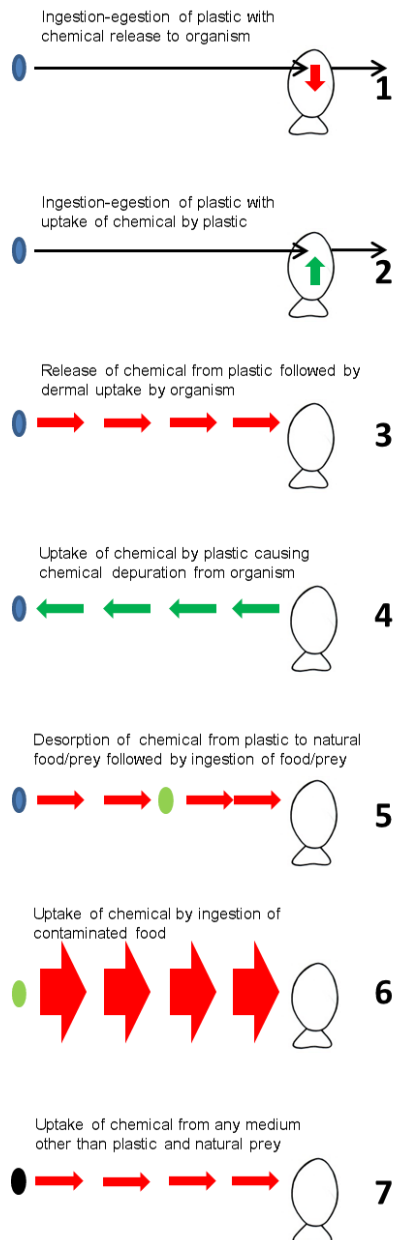 Ingestion-egestion of plastic with
chemical release to organism
1
Ingestion-egestion of plastic with
uptake of chemical by plastic
2
Release of chemical from plastic followed by
dermal uptake by organism
3
Uptake of chemical by plastic causing
chemical depuration from organism
4
Desorption of chemical from plastic to natural
food/prey followed by ingestion of food/prey
5
Uptake of chemical by ingestion of
contaminated food
6
Uptake of chemical from any medium
other than plastic and natural prey
7